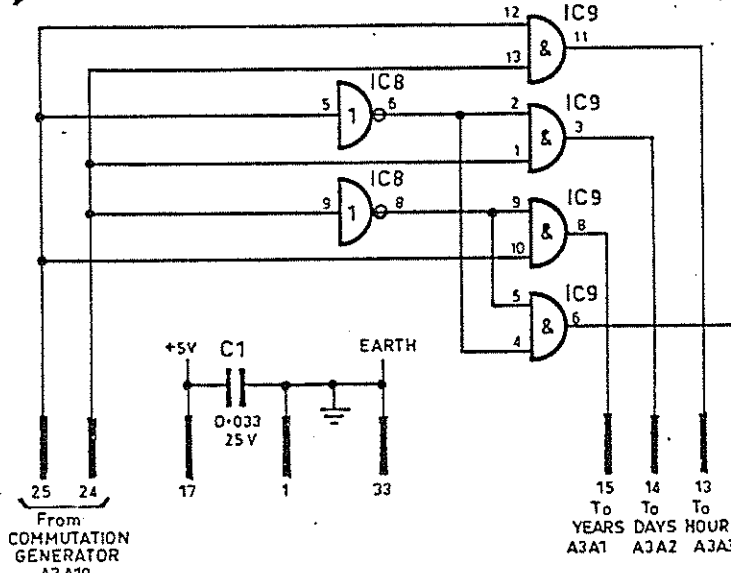 12
IC9
11
13
&
IC8
5
1
6
2
IC9
3
1
&
IC8
9
1
8
9
IC9
8
10
&
5
IC9
6
4
&
+5V
C1
EARTH
0.033
25V
25
24
17
1
33
15
14
13
From
COMMUTATION
GENERATOR
To
YEARS
A3A1
To
DAYS
A3A2
To
HOUR
A3A3